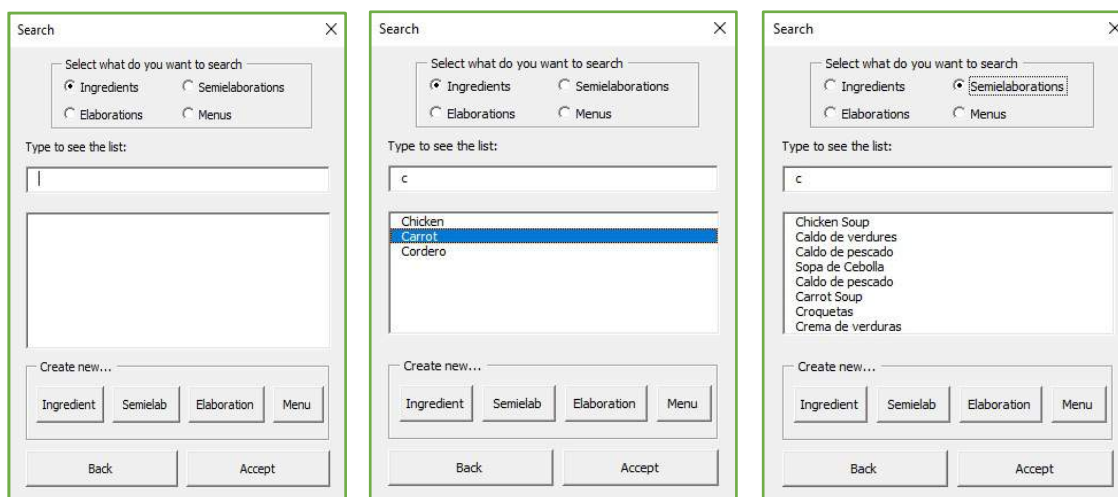 Search
Select what do you want to search
Ingredients Semielaborations
Elaborations Menus
Type to see the list:
Create new...
Ingredient Semielab Elaboration Menu
Back Accept
Search
Select what do you want to search
Ingredients Semielaborations
Elaborations Menus
Type to see the list:
c
Chicken
Carrot
Cordero
Create new...
Ingredient Semielab Elaboration Menu
Back Accept
Search
Select what do you want to search
Ingredients Semielaborations
Elaborations Menus
Type to see the list:
c
Chicken Soup
Caldo de verdures
Caldo de pescado
Sopa de Cebolla
Caldo de pescado
Carrot Soup
Croquetas
Crema de verduras
Create new...
Ingredient Semielab Elaboration Menu
Back Accept